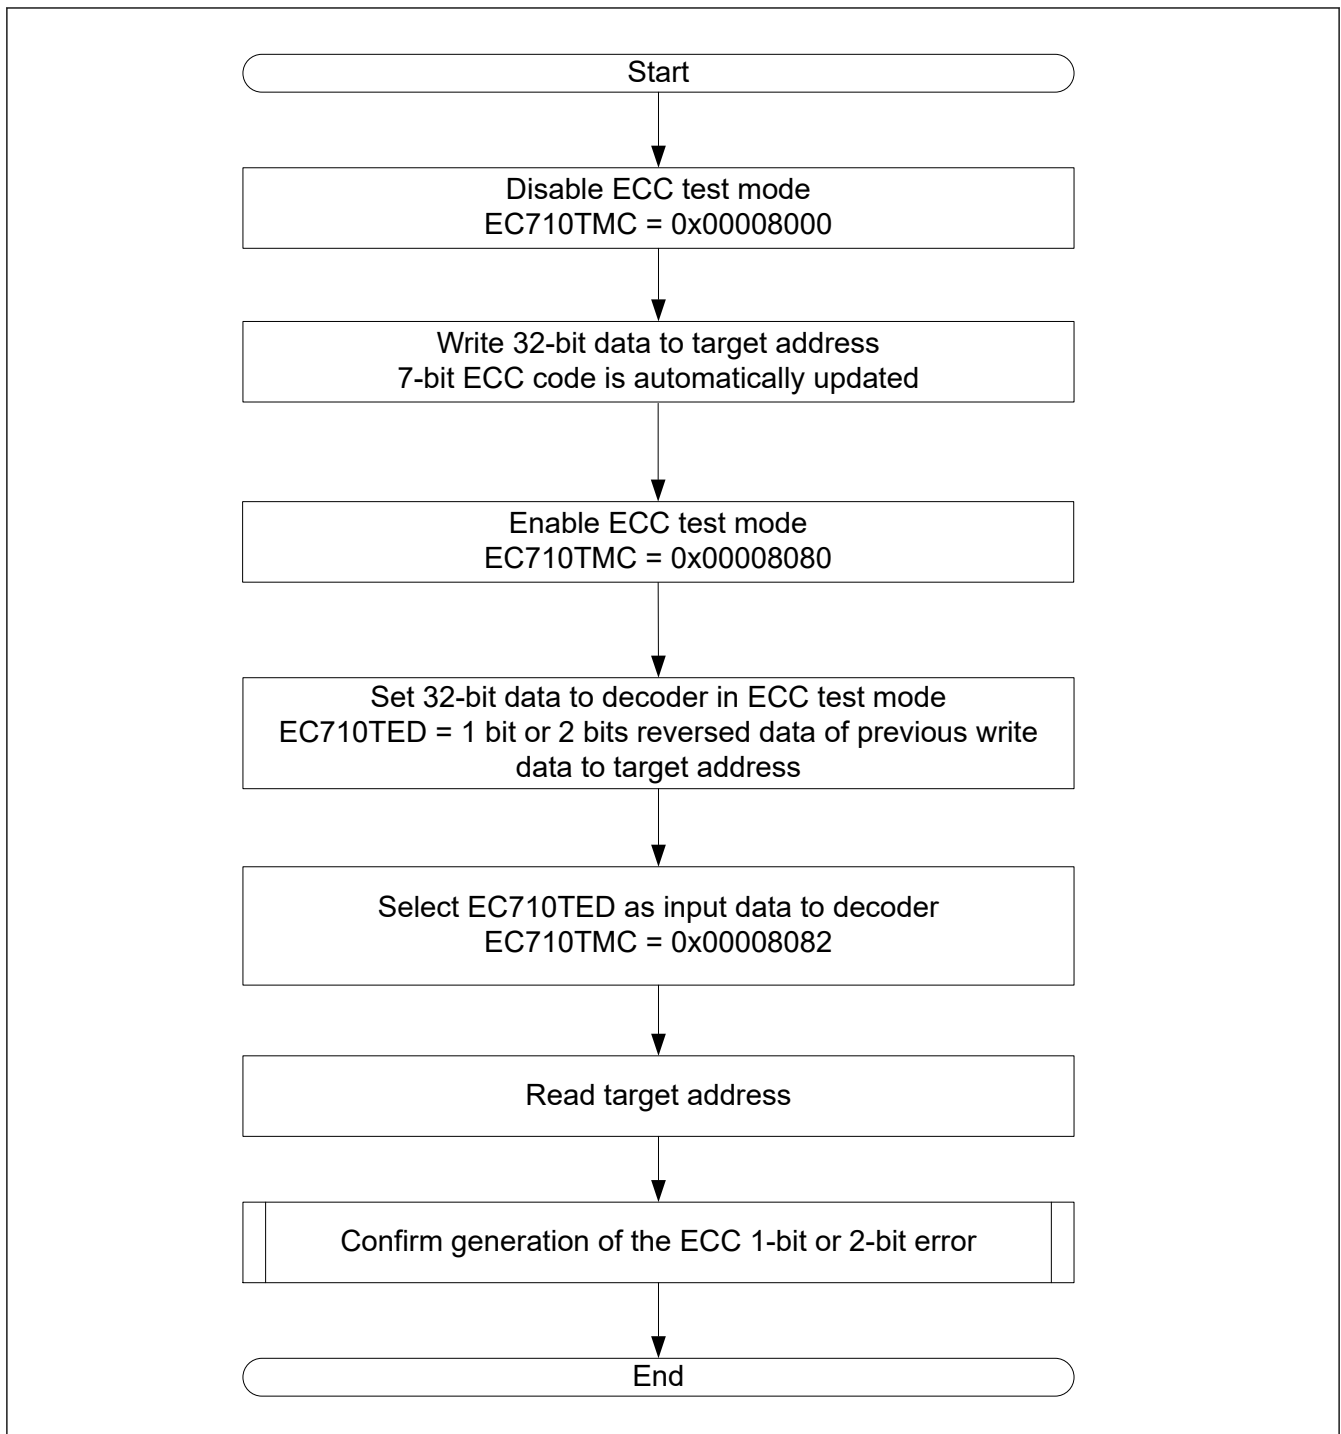 Start
Disable ECC test mode
EC710TMC = 0x00008000
Write 32-bit data to target address
7-bit ECC code is automatically updated
Enable ECC test mode
EC710TMC = 0x00008080
Set 32-bit data to decoder in ECC test mode
EC710TED = 1 bit or 2 bits reversed data of previous write
data to target address
Select EC710TED as input data to decoder
EC710TMC = 0x00008082
Read target address
Confirm generation of the ECC 1-bit or 2-bit error
End